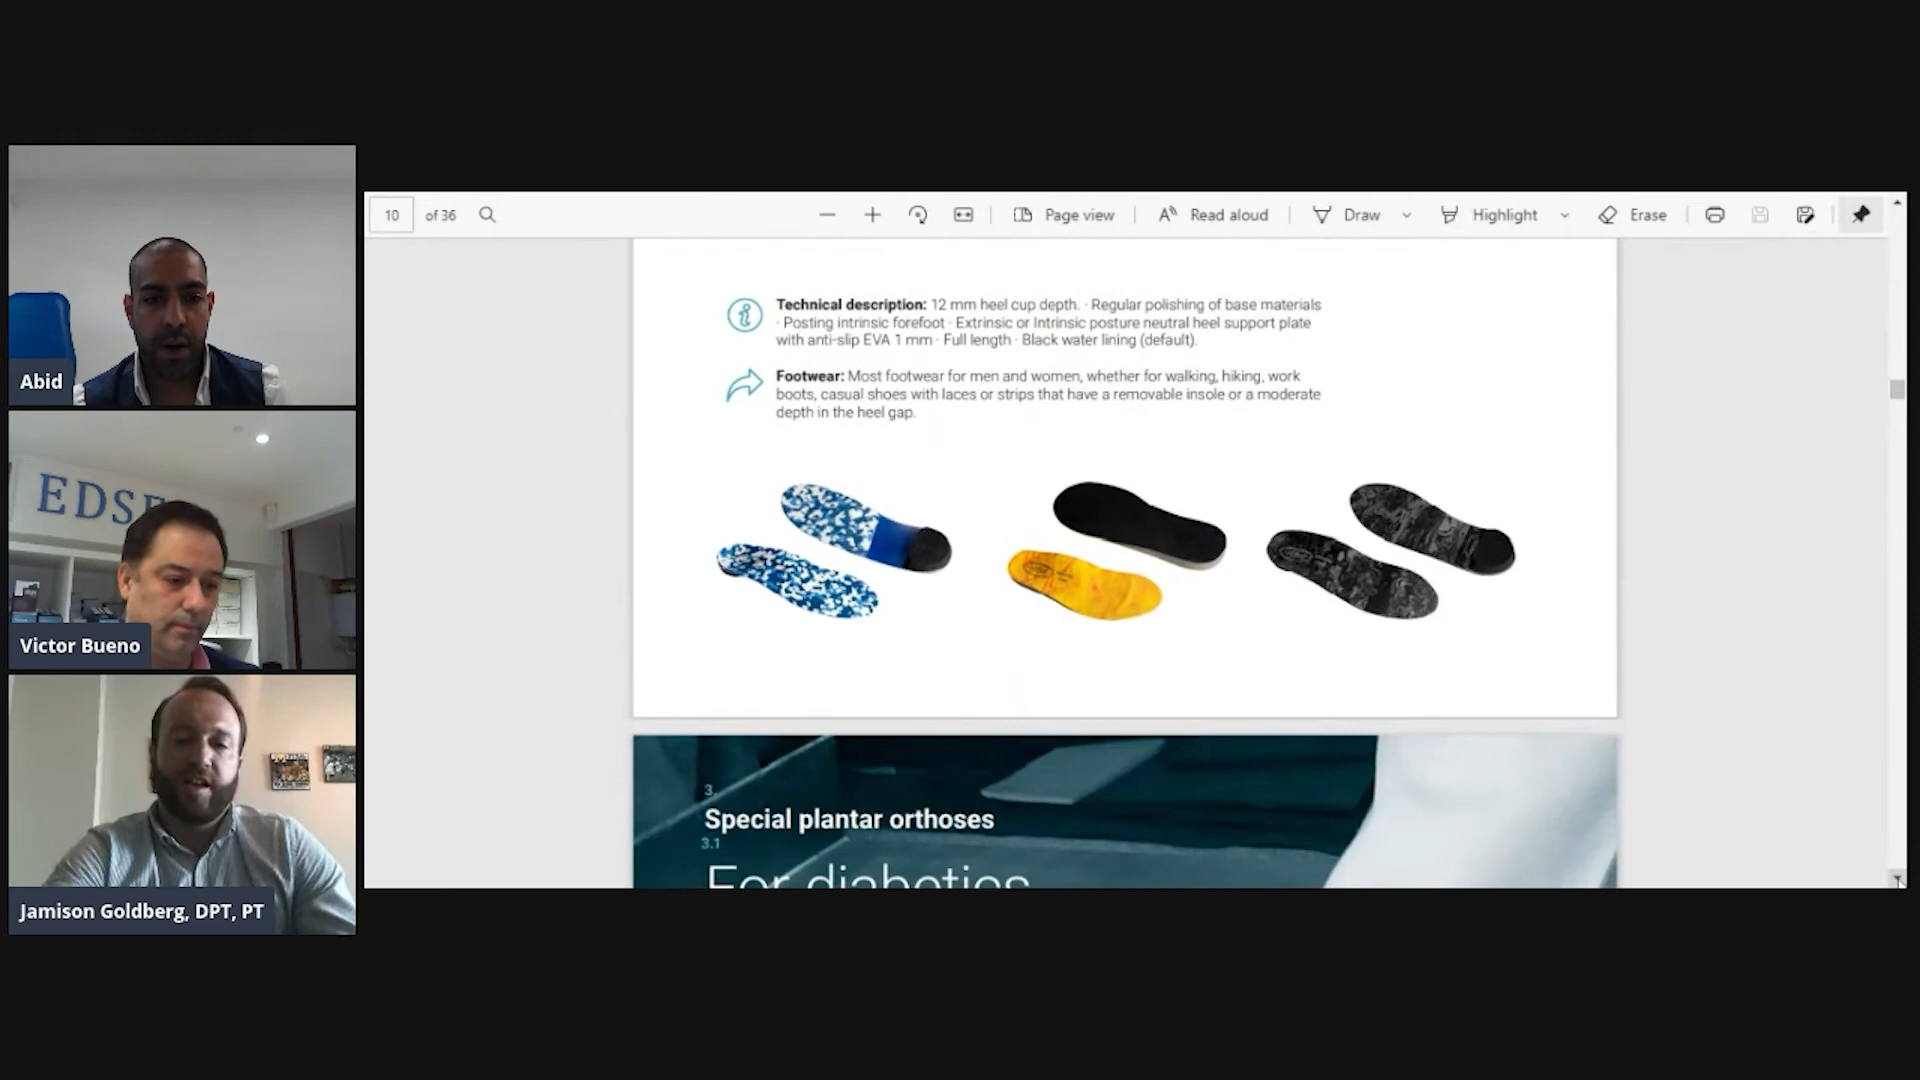 Abid
EDSE
Victor Bueno
Jamison Goldberg, DPT, PT
10 of 36 Page view Read aloud Draw Highlight Erase
Technical description: 12 mm heel cup depth. · Regular polishing of base materials
· Posting intrinsic forefoot · Extrinsic or Intrinsic posture neutral heel support plate
with anti-slip EVA 1 mm · Full length · Black water lining (default).
Footwear: Most footwear for men and women, whether for walking, hiking, work
boots, casual shoes with laces or strips that have a removable insole or a moderate
depth in the heel gap.
3.
Special plantar orthoses
3.1
For diabetics